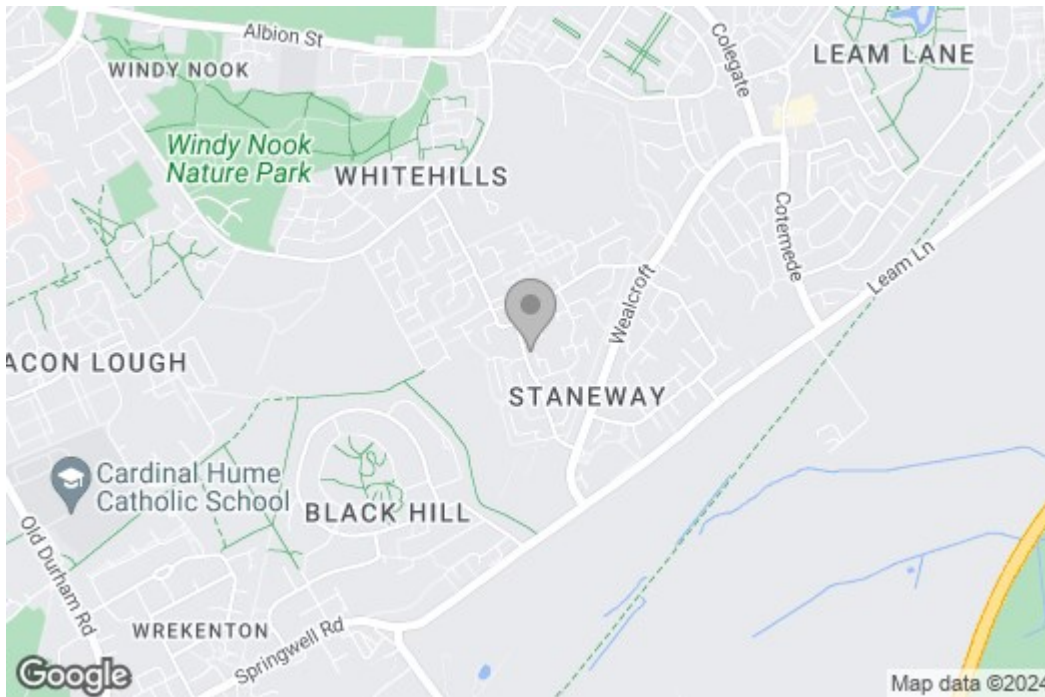 Albion St
WINDY NOOK
Colegate
LEAM LANE
Windy Nook
Nature Park
WHITEHILLS
Cotemede
Leam Ln
Wealcroft
ACON LOUGH
STANEWAY
Cardinal Hume
Catholic School
BLACK HILL
Old Durham Rd
WREKENTON
Springwell Rd
Google
Map data ©2024